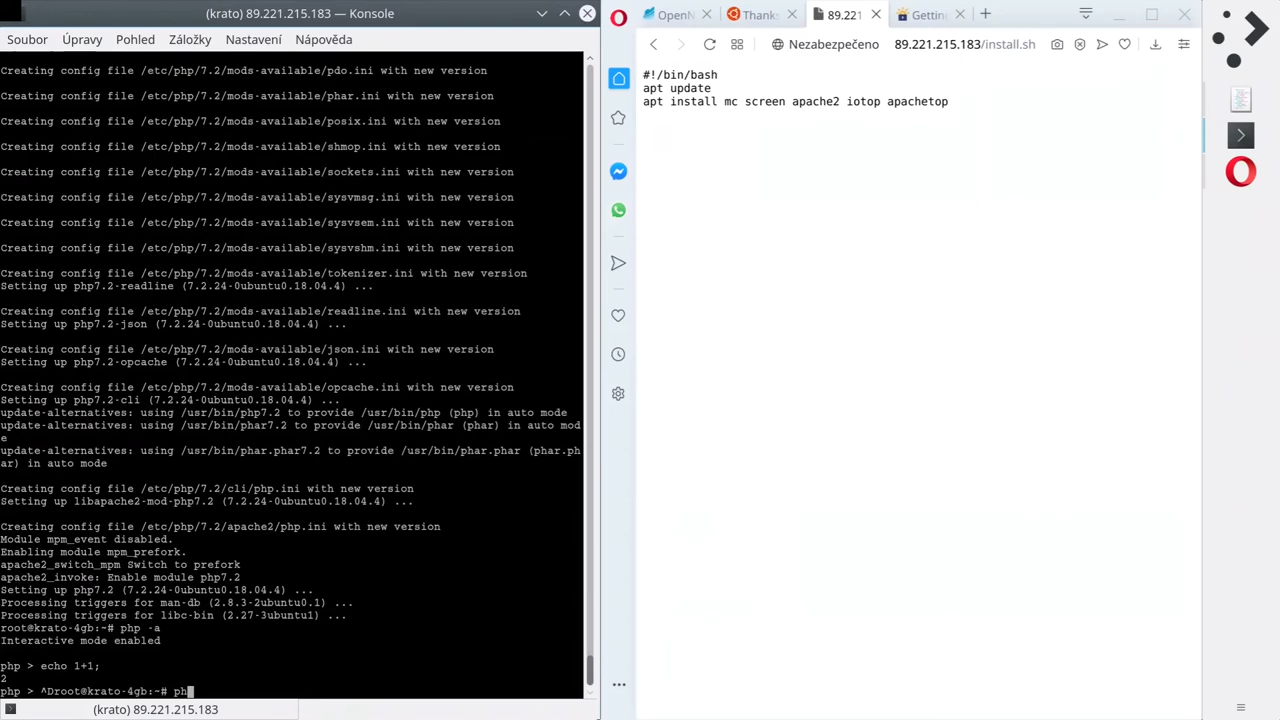 (krato) 89.221.215.183 — Konsole
Soubor Úpravy Pohled Záložky Nastavení Nápověda
Creating config file /etc/php/7.2/mods-available/pdo.ini with new version
Creating config file /etc/php/7.2/mods-available/phar.ini with new version
Creating config file /etc/php/7.2/mods-available/posix.ini with new version
Creating config file /etc/php/7.2/mods-available/shmop.ini with new version
Creating config file /etc/php/7.2/mods-available/sockets.ini with new version
Creating config file /etc/php/7.2/mods-available/sysvmsg.ini with new version
Creating config file /etc/php/7.2/mods-available/sysvsem.ini with new version
Creating config file /etc/php/7.2/mods-available/sysvshm.ini with new version
Creating config file /etc/php/7.2/mods-available/tokenizer.ini with new version
Setting up php7.2-readline (7.2.24-0ubuntu0.18.04.4) ...
Creating config file /etc/php/7.2/mods-available/readline.ini with new version
Setting up php7.2-json (7.2.24-0ubuntu0.18.04.4) ...
Creating config file /etc/php/7.2/mods-available/json.ini with new version
Setting up php7.2-opcache (7.2.24-0ubuntu0.18.04.4) ...
Creating config file /etc/php/7.2/mods-available/opcache.ini with new version
Setting up php7.2-cli (7.2.24-0ubuntu0.18.04.4) ...
update-alternatives: using /usr/bin/php7.2 to provide /usr/bin/php (php) in auto mode
update-alternatives: using /usr/bin/phar7.2 to provide /usr/bin/phar (phar) in auto mod
e
update-alternatives: using /usr/bin/phar.phar7.2 to provide /usr/bin/phar.phar (phar.ph
ar) in auto mode
Creating config file /etc/php/7.2/cli/php.ini with new version
Setting up libapache2-mod-php7.2 (7.2.24-0ubuntu0.18.04.4) ...
Creating config file /etc/php/7.2/apache2/php.ini with new version
Module mpm_event disabled.
Enabling module mpm_prefork.
apache2_switch_mpm Switch to prefork
apache2_invoke: Enable module php7.2
Setting up php7.2 (7.2.24-0ubuntu0.18.04.4) ...
Processing triggers for man-db (2.8.3-2ubuntu0.1) ...
Processing triggers for libc-bin (2.27-3ubuntu1) ...
root@krato-4gb:~# php -a
Interactive mode enabled
php > echo 1+1;
2
php > ^Droot@krato-4gb:~# ph
(krato) 89.221.215.183
OpenN Thanks 89.221 Gettin
Nezabezpečeno 89.221.215.183/install.sh
#!/bin/bash
apt update
apt install mc screen apache2 iotop apachetop